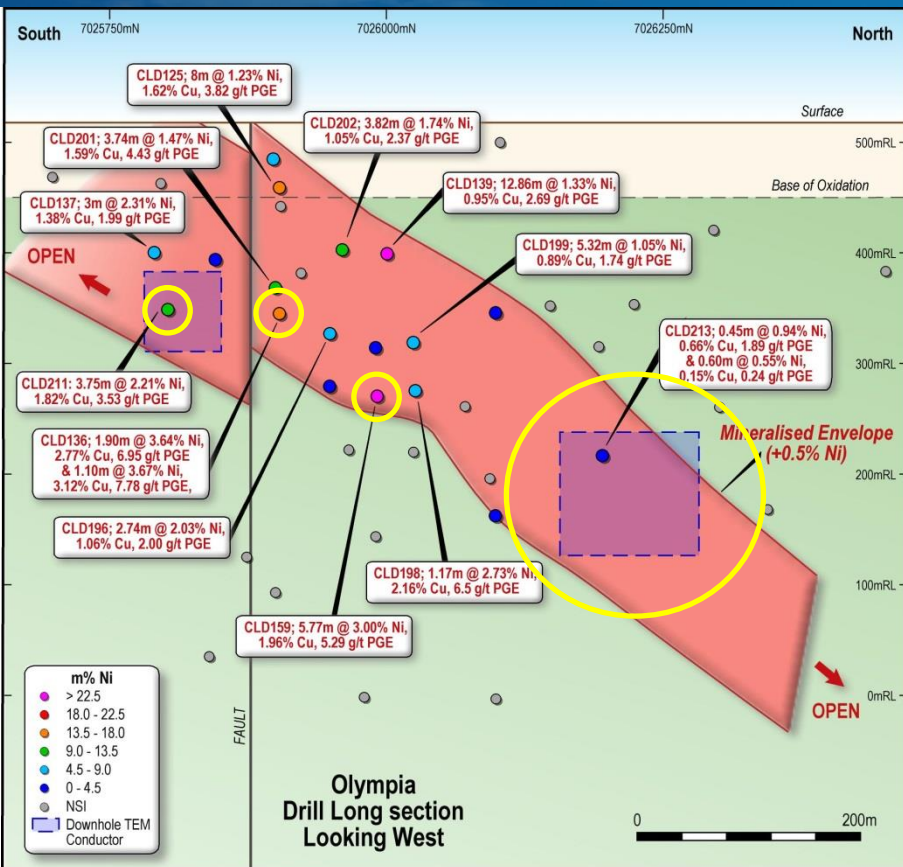 7025750mN
7026000mN
7026250mN
South
North
CLD125; 8m @ 1.23% Ni,
1.62% Cu, 3.82 g/t PGE
CLD202; 3.82m @ 1.74% Ni,
1.05% Cu, 2.37 g/t PGE
Surface
CLD201; 3.74m @ 1.47% Ni,
1.59% Cu, 4.43 g/t PGE
500mRL
CLD139; 12.86m @ 1.33% Ni,
0.95% Cu, 2.69 g/t PGE
Base of Oxidation
CLD137; 3m @ 2.31% Ni,
1.38% Cu, 1.99 g/t PGE
CLD199; 5.32m @ 1.05% Ni,
0.89% Cu, 1.74 g/t PGE
400mRL
OPEN
CLD213; 0.45m @ 0.94% Ni,
0.66% Cu, 1.89 g/t PGE
& 0.60m @ 0.55% Ni,
0.15% Cu, 0.24 g/t PGE
300mRL
CLD211: 3.75m @ 2.21% Ni,
1.82% Cu, 3.53 g/t PGE
CLD136; 1.90m @ 3.64% Ni,
2.77% Cu, 6.95 g/t PGE
& 1.10m @ 3.67% Ni,
3.12% Cu, 7.78 g/t PGE,
Mineralised Envelope
(+0.5% Ni)
200mRL
CLD196; 2.74m @ 2.03% Ni,
1.06% Cu, 2.00 g/t PGE
CLD198; 1.17m @ 2.73% Ni,
2.16% Cu, 6.5 g/t PGE
100mRL
CLD159; 5.77m @ 3.00% Ni,
1.96% Cu, 5.29 g/t PGE
0mRL
OPEN
m% Ni
> 22.5
18.0 - 22.5
13.5 - 18.0
9.0 - 13.5
4.5 - 9.0
0 - 4.5
NSI
Downhole TEM
Conductor
FAULT
Olympia
Drill Long section
Looking West
0
200m